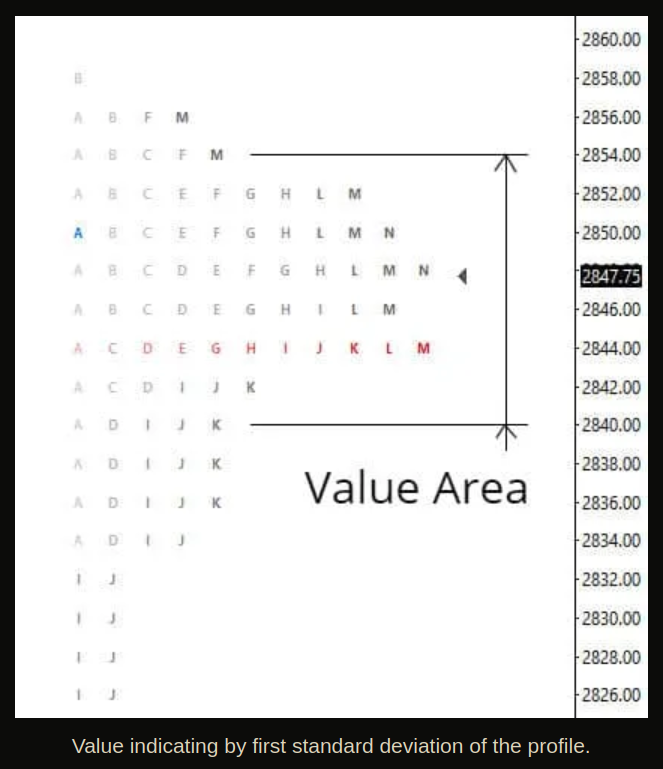 2860.00
B 2858.00
A B F M 2856.00
A B C F M 2854.00
A B C E F G H L M 2852.00
A B C E F G H L M N 2850.00
A B C D E F G H L M N 2847.75
A B C D E G H I L M 2846.00
A C D E G H I J K L M 2844.00
A C D I J K 2842.00
A D I J K 2840.00
A D I J K 2838.00
Value Area
A D I J K 2836.00
A D I J 2834.00
I J 2832.00
I J 2830.00
I J 2828.00
I J 2826.00
Value indicating by first standard deviation of the profile.